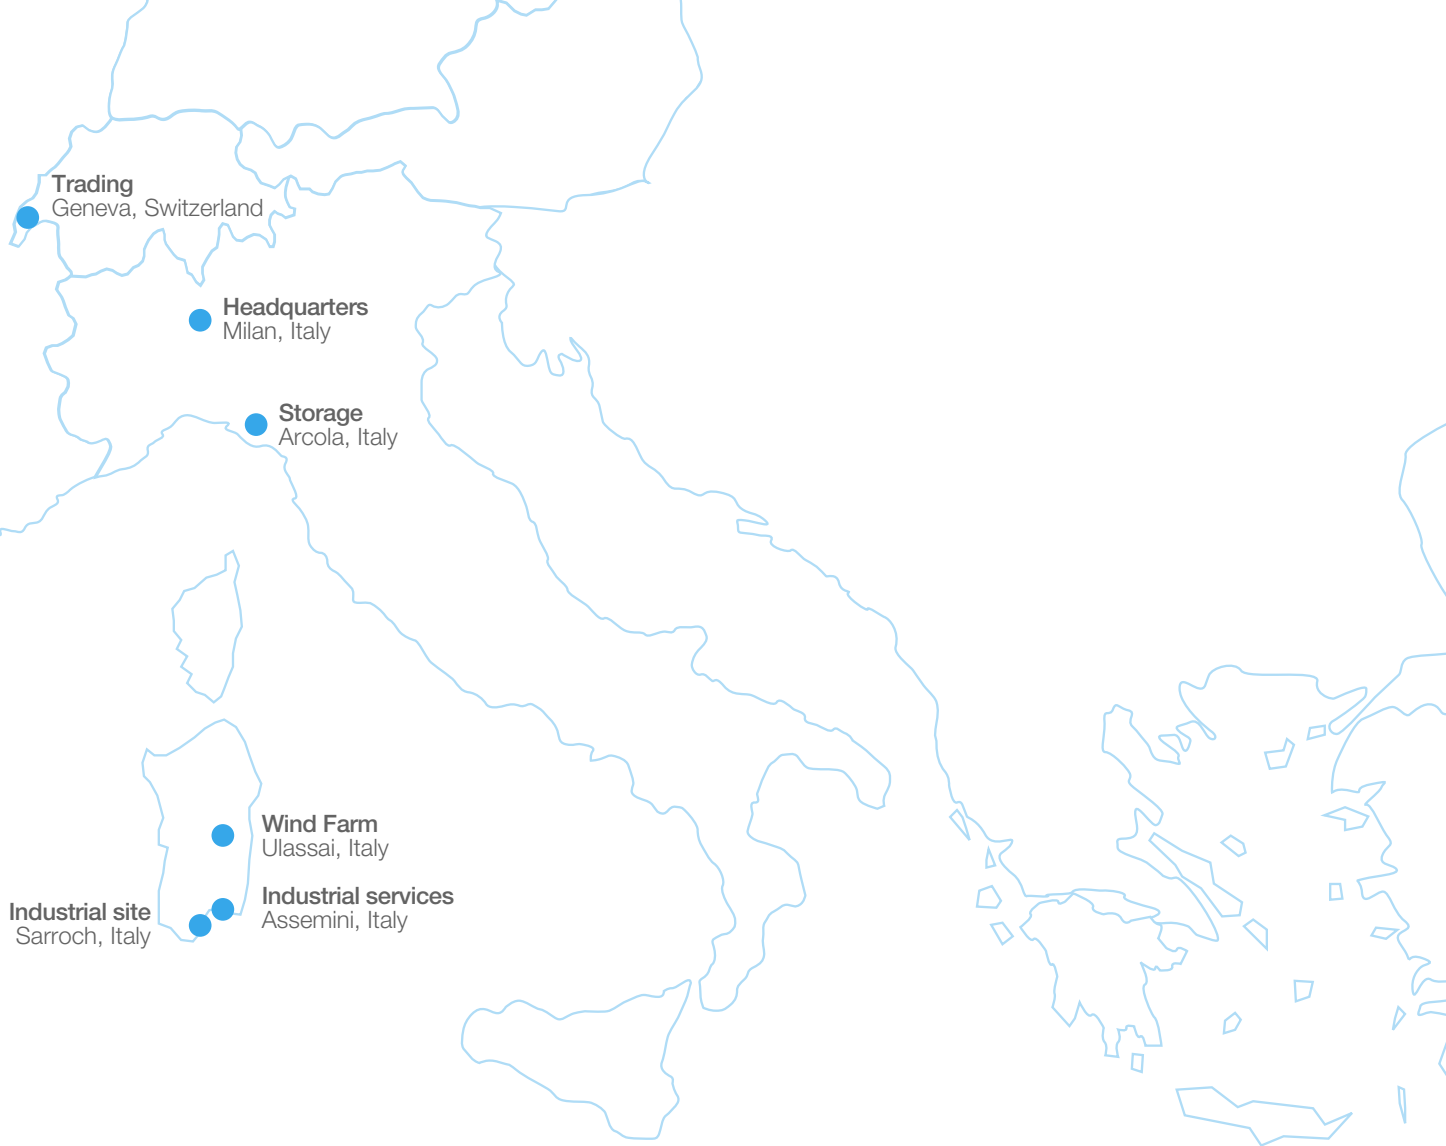 Trading
Geneva, Switzerland
Headquarters
Milan, Italy
Storage
Arcola, Italy
Wind Farm
Ulassai, Italy
Industrial services
Assemini, Italy
Industrial site
Sarroch, Italy